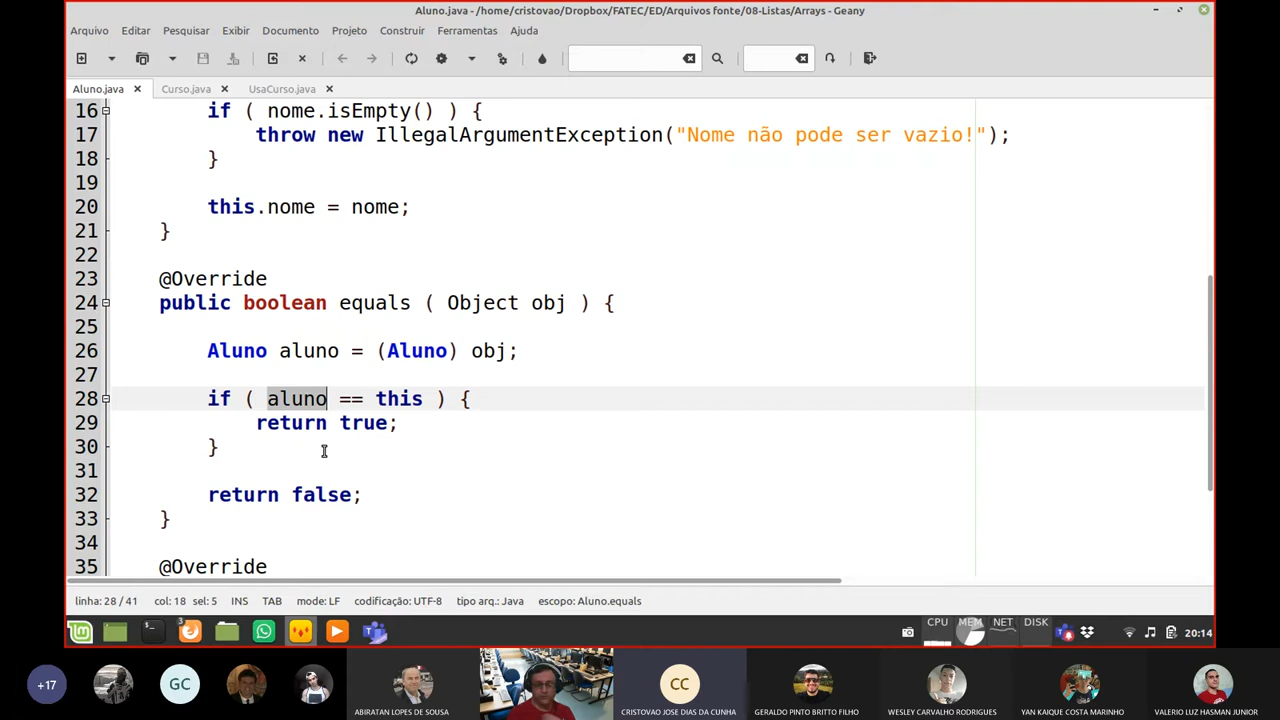 Aluno.java - /home/cristovao/Dropbox/FATEC/ED/Arquivos fonte/08-Listas/Arrays - Geany
Arquivo Editar Pesquisar Exibir Documento Projeto Construir Ferramentas Ajuda
Aluno.java Curso.java UsaCurso.java
16 if ( nome.isEmpty() ) {
17 throw new IllegalArgumentException("Nome não pode ser vazio!");
18 }
19
20 this.nome = nome;
21 }
22
23 @Override
24 public boolean equals ( Object obj ) {
25
26 Aluno aluno = (Aluno) obj;
27
28 if ( aluno == this ) {
29 return true;
30 }
31
32 return false;
33 }
34
35 @Override
linha: 28 / 41 col: 18 sel: 5 INS TAB mode: LF codificação: UTF-8 tipo arq.: Java escopo: Aluno.equals
3 CPU MEM NET DISK 20:14
+17 GC CC
ABIRATAN LOPES DE SOUSA CRISTOVAO JOSE DIAS DA CUNHA GERALDO PINTO BRITTO FILHO WESLEY CARVALHO RODRIGUES YAN KAIQUE COSTA MARINHO VALERIO LUZ HASMAN JUNIOR